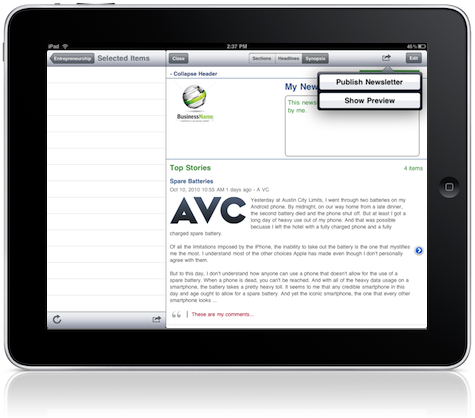 iPad
2:37 PM
93%
Entrepreneurship
Selected Items
Close
Sections
Headlines
Synopsis
Edit
- Collapse Header
Publish Newsletter
Show Preview
My New
This news
by me.
BusinessName
Top Stories
4 items
Spare Batteries
Oct 10, 2010 10:55 AM 1 days ago - A VC
AVC
Yesterday at Austin City Limits, I went through two batteries on my
Android phone. By midnight, on our way home from a late dinner,
the second battery died and the phone shut off. But at least I got a
long day of heavy use out of my phone. And that was possible
because I left the hotel with a fully charged phone and a fully
charged spare battery.
Of all the limitations imposed by the iPhone, the inability to take out the battery is the one that mystifies
me the most. I understand most of the other choices Apple has made even though I don't personally
agree with them.
But to this day, I don't understand how anyone can use a phone that doesn't allow for the use of a
spare battery. When a phone is dead, you can't be reached. And with all of the heavy data usage on a
smartphone, the battery takes a pretty heavy toll. It seems to me that any credible smartphone in this
day and age ought to allow for a spare battery. And yet the iconic smartphone, the one that every other
smartphone looks ...
These are my comments...